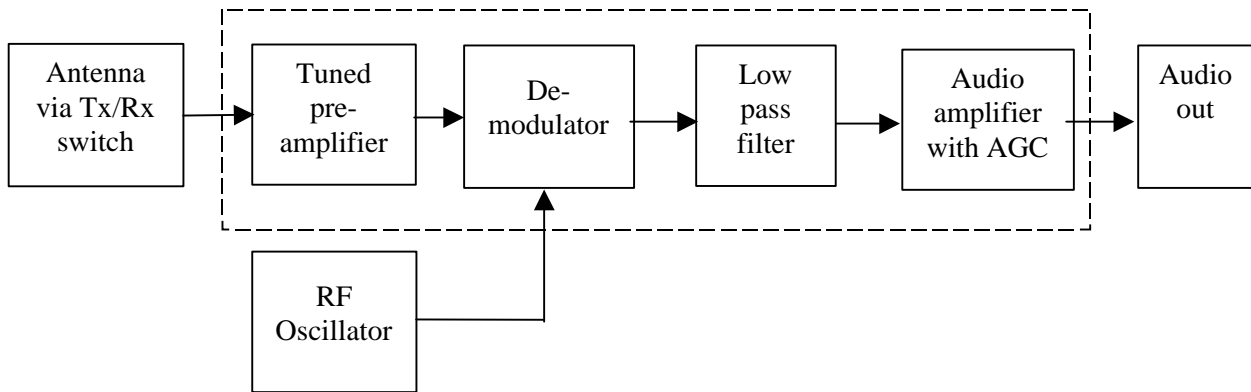 Antenna
via Tx/Rx
switch
Tuned
pre-
amplifier
De-
modulator
Low
pass
filter
Audio
amplifier
with AGC
Audio
out
RF
Oscillator